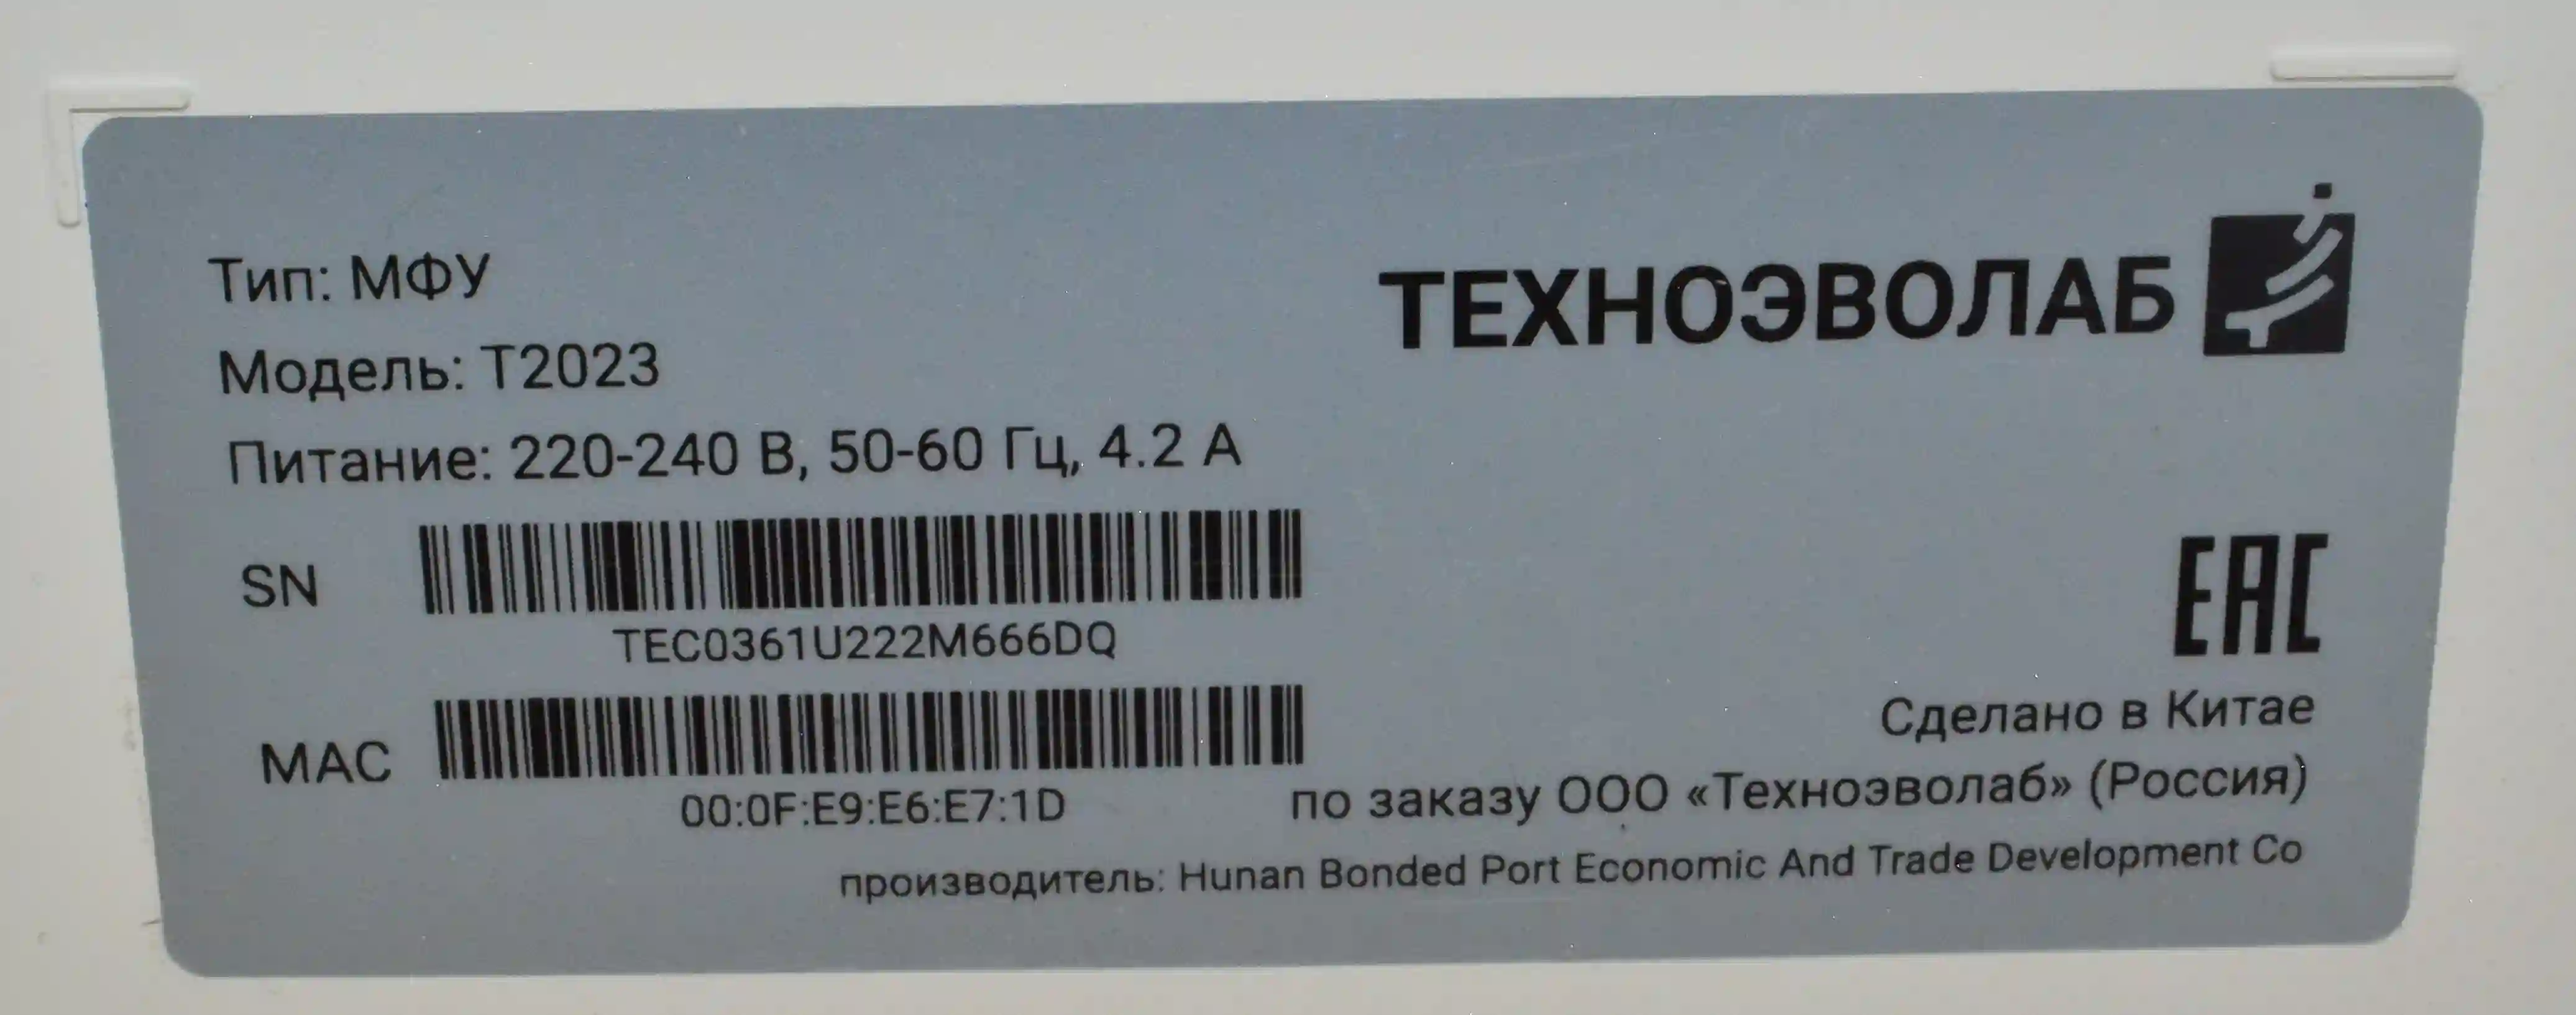 Тип: МФУ
ТЕХНОЭВОЛАБ
Модель: T2023
Питание: 220-240 В, 50-60 Гц, 4.2 А
SN
TEC0361U222M666DQ
EAC
MAC
00:0F:E9:E6:E7:1D
Сделано в Китае
по заказу ООО «Техноэволаб» (Россия)
производитель: Hunan Bonded Port Economic And Trade Development Co